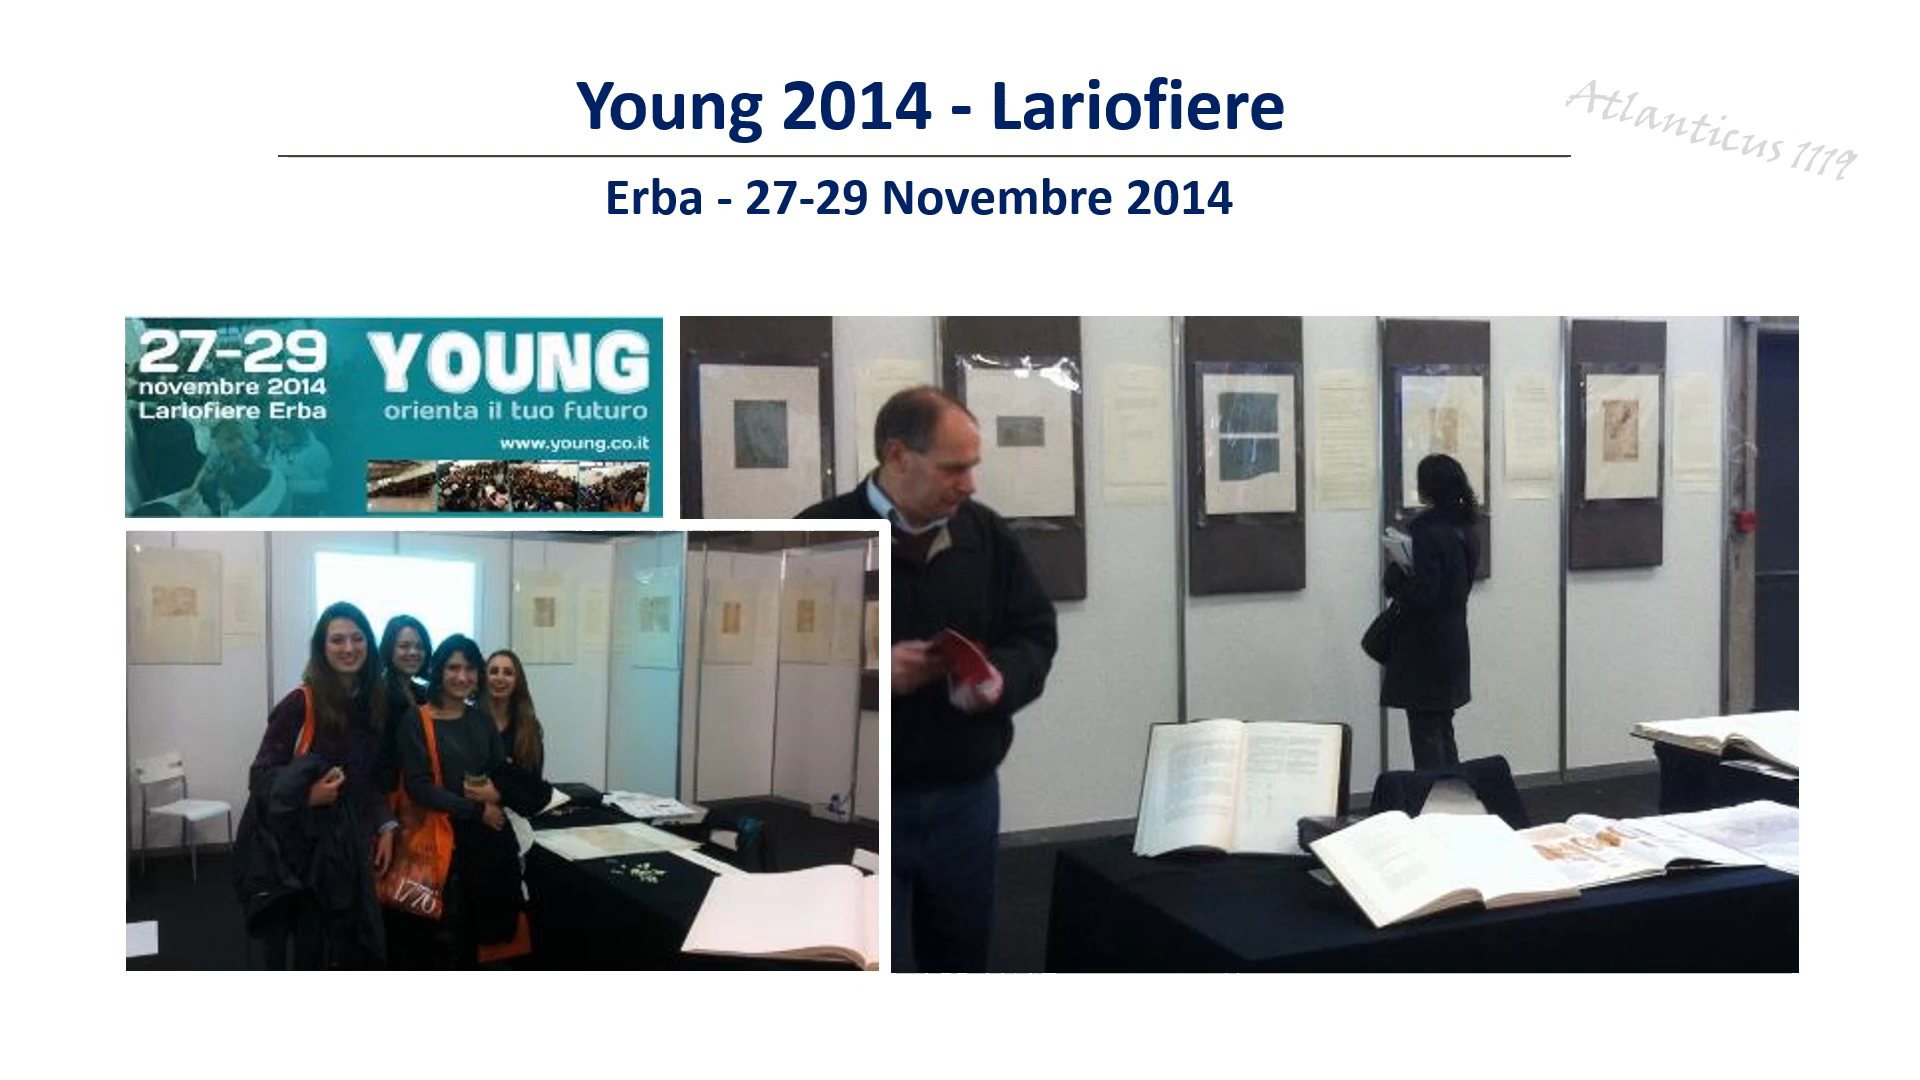 Young 2014 - Lariofiere
Atlanticus 1119
Erba - 27-29 Novembre 2014
27-29
novembre 2014
Lariofiere Erba
YOUNG
orienta il tuo futuro
www.young.co.it
1776